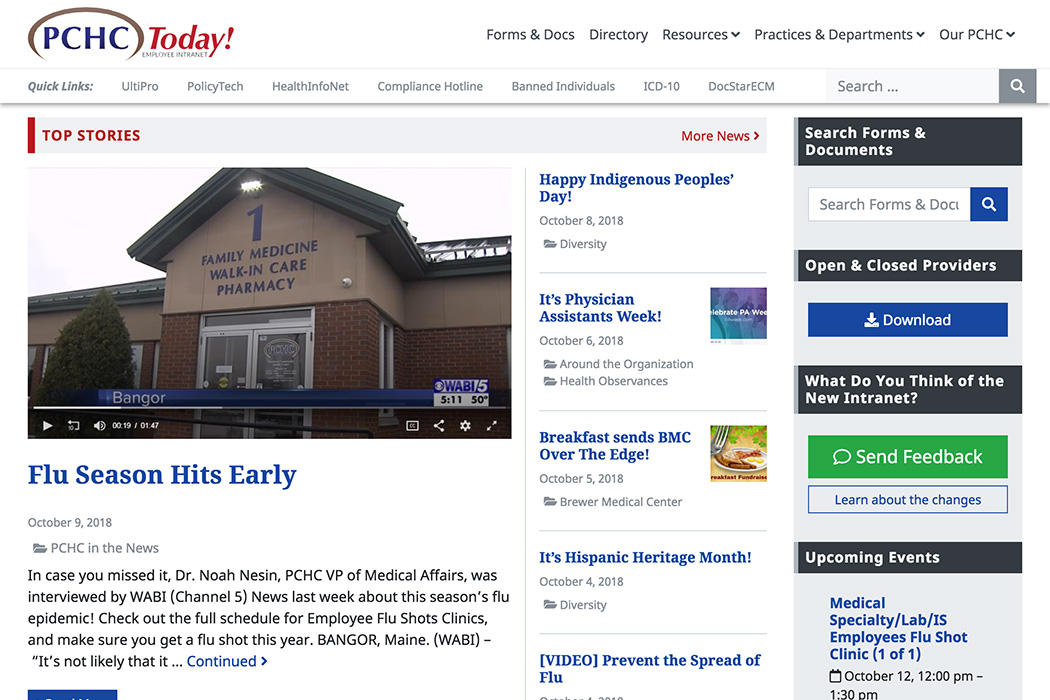 PCHC Today!
EMPLOYEE INTRANET
Forms & Docs Directory Resources Practices & Departments Our PCHC
Quick Links: UltiPro PolicyTech HealthInfoNet Compliance Hotline Banned Individuals ICD-10 DocStarECM Search ...
TOP STORIES More News
1
FAMILY MEDICINE
WALK-IN CARE
PHARMACY
PCHC
Bangor
WABI 5
5:11 50°
00:19 / 01:47
Flu Season Hits Early
October 9, 2018
PCHC in the News
In case you missed it, Dr. Noah Nesin, PCHC VP of Medical Affairs, was
interviewed by WABI (Channel 5) News last week about this season’s flu
epidemic! Check out the full schedule for Employee Flu Shots Clinics,
and make sure you get a flu shot this year. BANGOR, Maine. (WABI) –
“It’s not likely that it ... Continued
Happy Indigenous Peoples’
Day!
October 8, 2018
Diversity
It’s Physician
Assistants Week!
elebrate PA Wee
October 6, 2018
Around the Organization
Health Observances
Breakfast sends BMC
Over The Edge!
reakfast Fundraise
October 5, 2018
Brewer Medical Center
It’s Hispanic Heritage Month!
October 4, 2018
Diversity
[VIDEO] Prevent the Spread of
Flu
October 4, 2018
Search Forms &
Documents
Search Forms & Docu
Open & Closed Providers
Download
What Do You Think of the
New Intranet?
Send Feedback
Learn about the changes
Upcoming Events
Medical
Specialty/Lab/IS
Employees Flu Shot
Clinic (1 of 1)
October 12, 12:00 pm –
1:30 pm